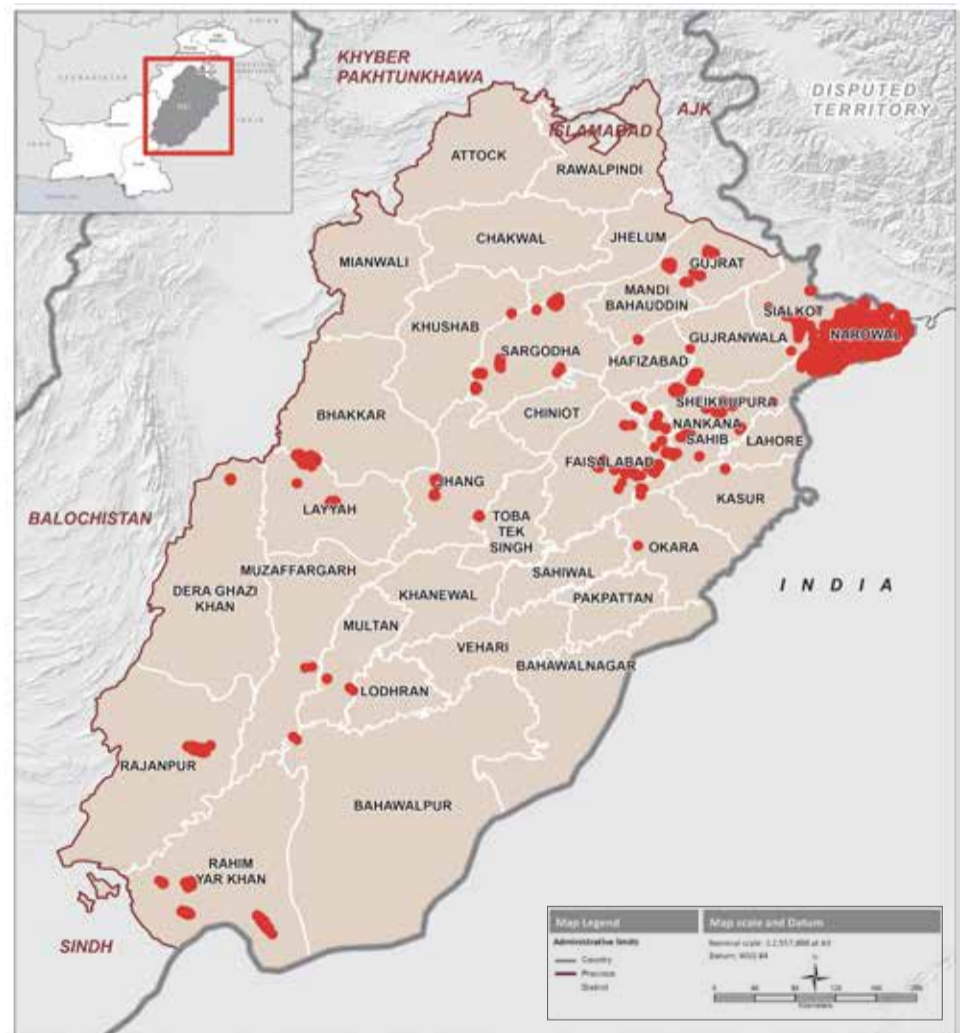 KHYBER
PAKHTUNKHAWA
AJK
DISPUTED
TERRITORY
ISLAMABAD
ATTOCK
RAWALPINDI
CHAKWAL
JHELUM
MIANWALI
GUJRAT
MANDI
BAHAUDDIN
KHUSHAB
SIALKOT
NAROWAL
GUJRANWALA
SARGODHA
HAFIZABAD
BHAKKAR
CHINIOT
SHEIKHUPURA
NANKANA
SAHIB
LAHORE
FAISALABAD
JHANG
KASUR
LAYYAH
BALOCHISTAN
TOBA
TEK
SINGH
OKARA
MUZAFFARGARH
SAHIWAL
INDIA
DERA GHAZI
KHAN
KHANEWAL
PAKPATTAN
MULTAN
VEHARI
BAHAWALNAGAR
LODHRAN
RAJANPUR
BAHAWALPUR
RAHIM
YAR KHAN
SINDH
Map Legend
Administrative limits
Country
Province
District
Map scale and Datum
Kilometers